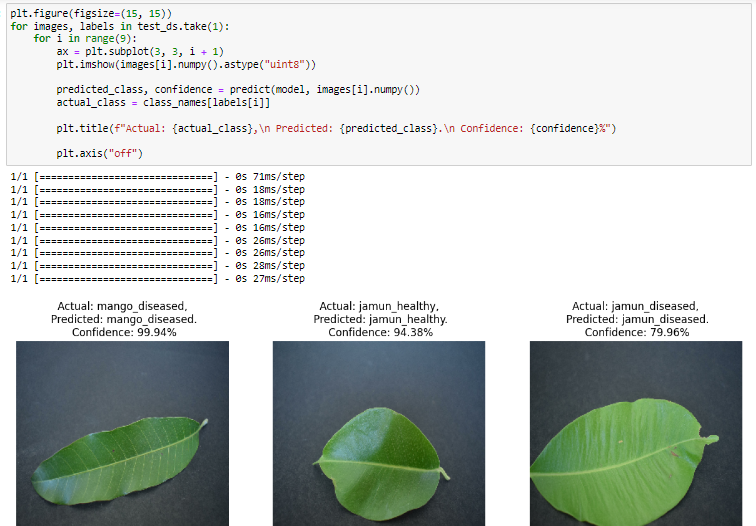 plt.figure(figsize=(15, 15))
for images, labels in test_ds.take(1):
    for i in range(9):
        ax = plt.subplot(3, 3, i + 1)
        plt.imshow(images[i].numpy().astype("uint8"))
        predicted_class, confidence = predict(model, images[i].numpy())
        actual_class = class_names[labels[i]]
        plt.title(f"Actual: {actual_class},\n Predicted: {predicted_class}.\n Confidence: {confidence}%")
        plt.axis("off")
1/1 [==============================] - 0s 71ms/step
1/1 [==============================] - 0s 18ms/step
1/1 [==============================] - 0s 18ms/step
1/1 [==============================] - 0s 16ms/step
1/1 [==============================] - 0s 16ms/step
1/1 [==============================] - 0s 26ms/step
1/1 [==============================] - 0s 26ms/step
1/1 [==============================] - 0s 28ms/step
1/1 [==============================] - 0s 27ms/step
Actual: mango_diseased,
Predicted: mango_diseased.
Confidence: 99.94%
Actual: jamun_healthy,
Predicted: jamun_healthy.
Confidence: 94.38%
Actual: jamun_diseased,
Predicted: jamun_diseased.
Confidence: 79.96%